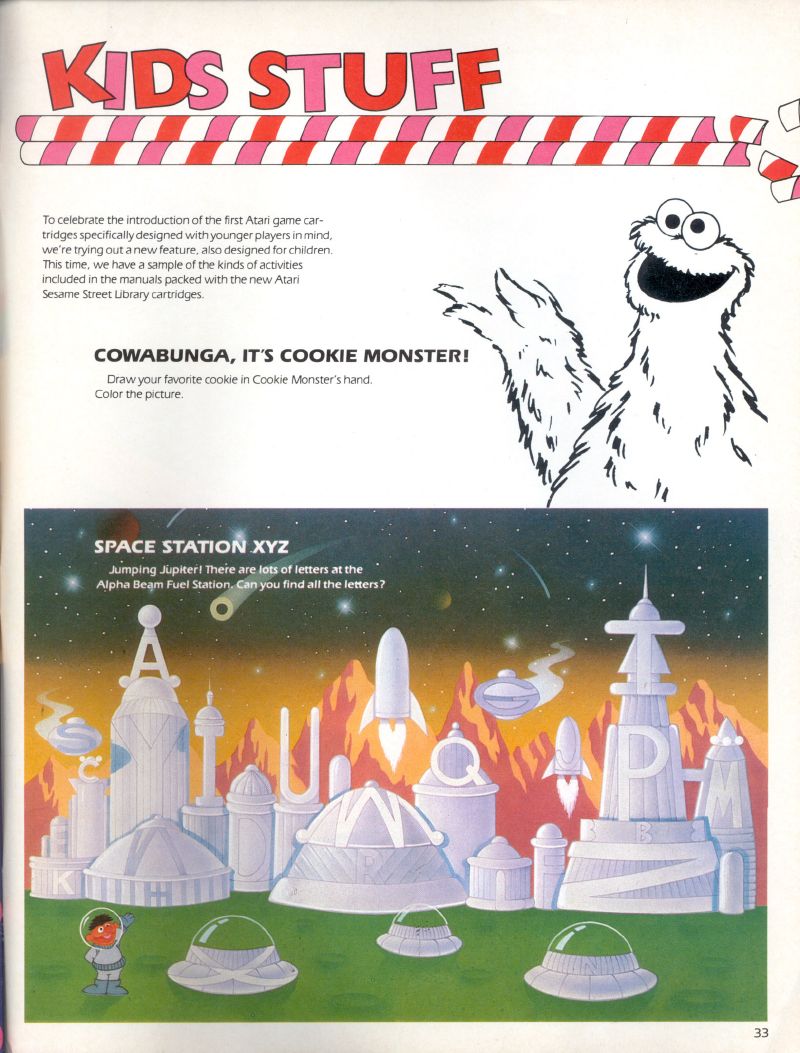 KIDS STUFF
To celebrate the introduction of the first Atari game car-
tridges specifically designed with younger players in mind,
we're trying out a new feature, also designed for children.
This time, we have a sample of the kinds of activities
included in the manuals packed with the new Atari
Sesame Street Library cartridges.
COWABUNGA, IT'S COOKIE MONSTER!
Draw your favorite cookie in Cookie Monster's hand.
Color the picture.
SPACE STATION XYZ
Jumping Jupiter! There are lots of letters at the
Alpha Beam Fuel Station. Can you find all the letters?
A
T
S
G
C
Y
U
Q
P
M
W
D
B
K
H
R
F
Z
X
N
33